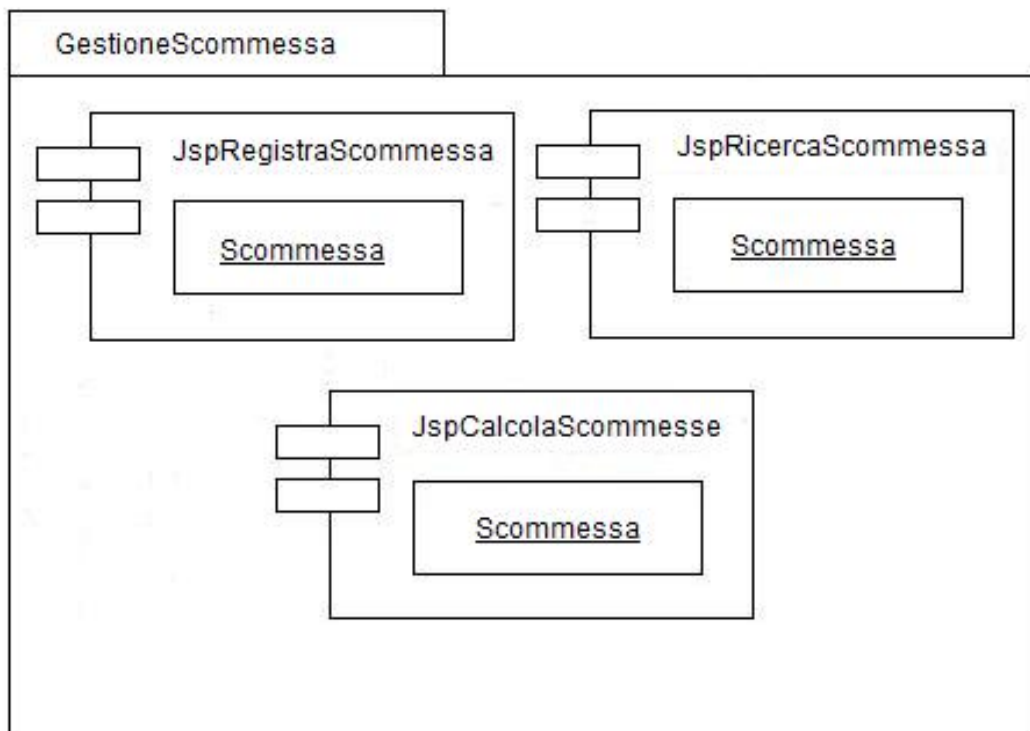 GestioneScommessa
JspRegistraScommessa
Scommessa
JspRicercaScommessa
Scommessa
JspCalcolaScommesse
Scommessa